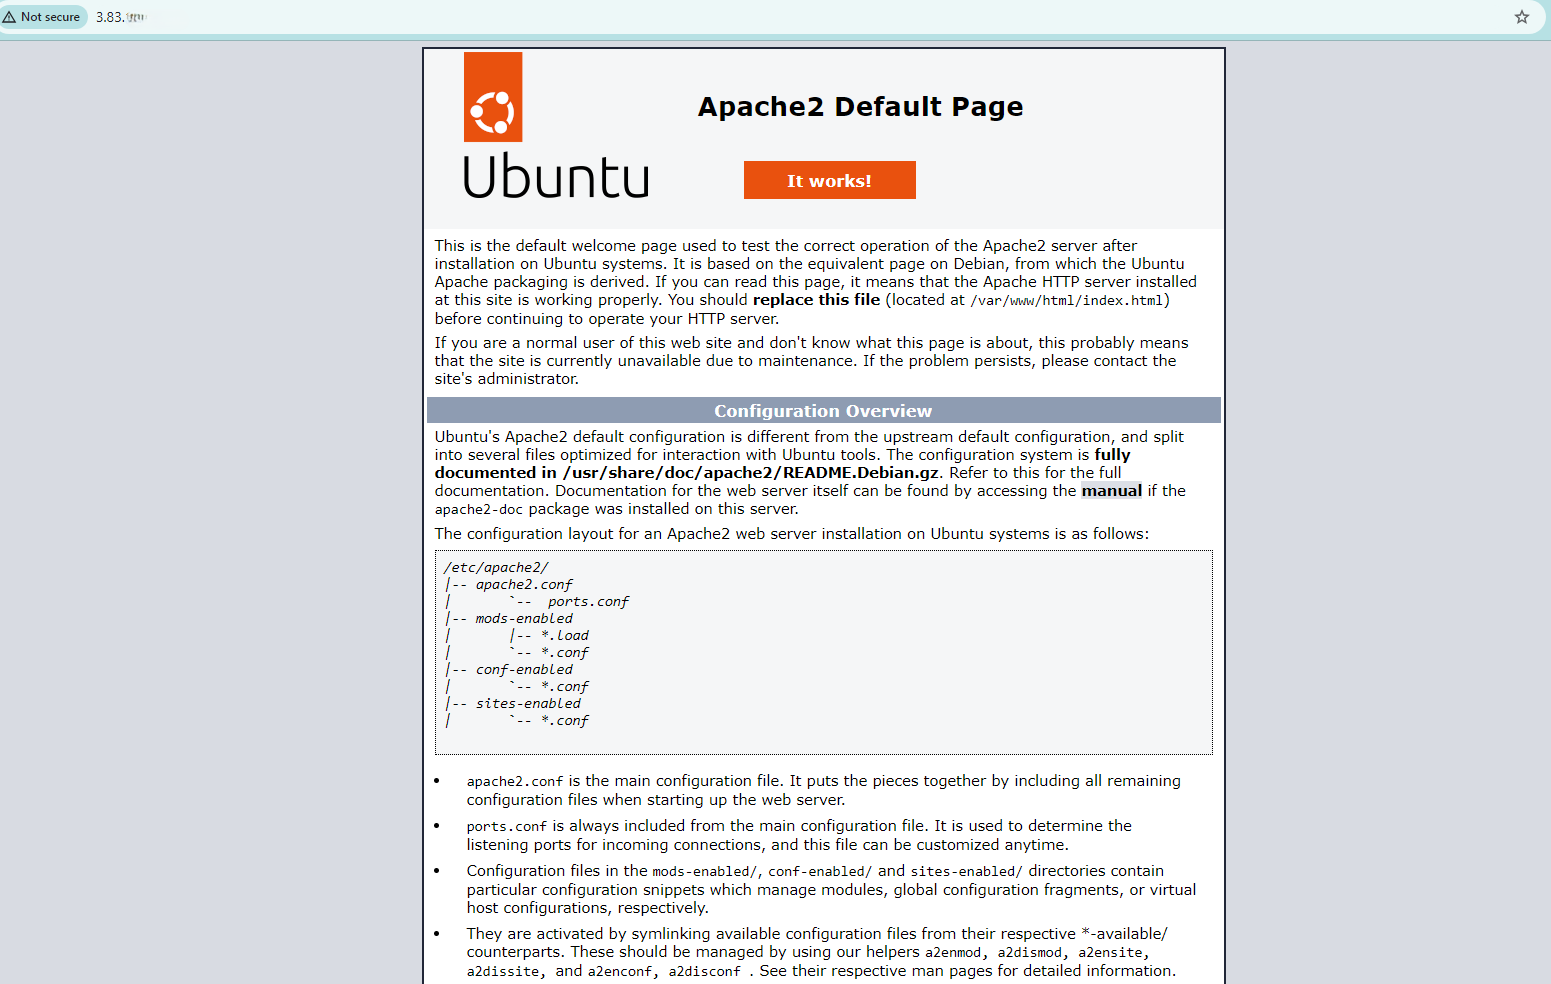 Not secure 3.83.
Apache2 Default Page
Ubuntu
It works!
This is the default welcome page used to test the correct operation of the Apache2 server after
installation on Ubuntu systems. It is based on the equivalent page on Debian, from which the Ubuntu
Apache packaging is derived. If you can read this page, it means that the Apache HTTP server installed
at this site is working properly. You should replace this file (located at /var/www/html/index.html)
before continuing to operate your HTTP server.
If you are a normal user of this web site and don't know what this page is about, this probably means
that the site is currently unavailable due to maintenance. If the problem persists, please contact the
site's administrator.
Configuration Overview
Ubuntu's Apache2 default configuration is different from the upstream default configuration, and split
into several files optimized for interaction with Ubuntu tools. The configuration system is fully
documented in /usr/share/doc/apache2/README.Debian.gz. Refer to this for the full
documentation. Documentation for the web server itself can be found by accessing the manual if the
apache2-doc package was installed on this server.
The configuration layout for an Apache2 web server installation on Ubuntu systems is as follows:
/etc/apache2/
|-- apache2.conf
|       `--  ports.conf
|-- mods-enabled
|       |-- *.load
|       `-- *.conf
|-- conf-enabled
|       `-- *.conf
|-- sites-enabled
|       `-- *.conf
• apache2.conf is the main configuration file. It puts the pieces together by including all remaining
configuration files when starting up the web server.
• ports.conf is always included from the main configuration file. It is used to determine the
listening ports for incoming connections, and this file can be customized anytime.
• Configuration files in the mods-enabled/, conf-enabled/ and sites-enabled/ directories contain
particular configuration snippets which manage modules, global configuration fragments, or virtual
host configurations, respectively.
• They are activated by symlinking available configuration files from their respective *-available/
counterparts. These should be managed by using our helpers a2enmod, a2dismod, a2ensite,
a2dissite, and a2enconf, a2disconf . See their respective man pages for detailed information.